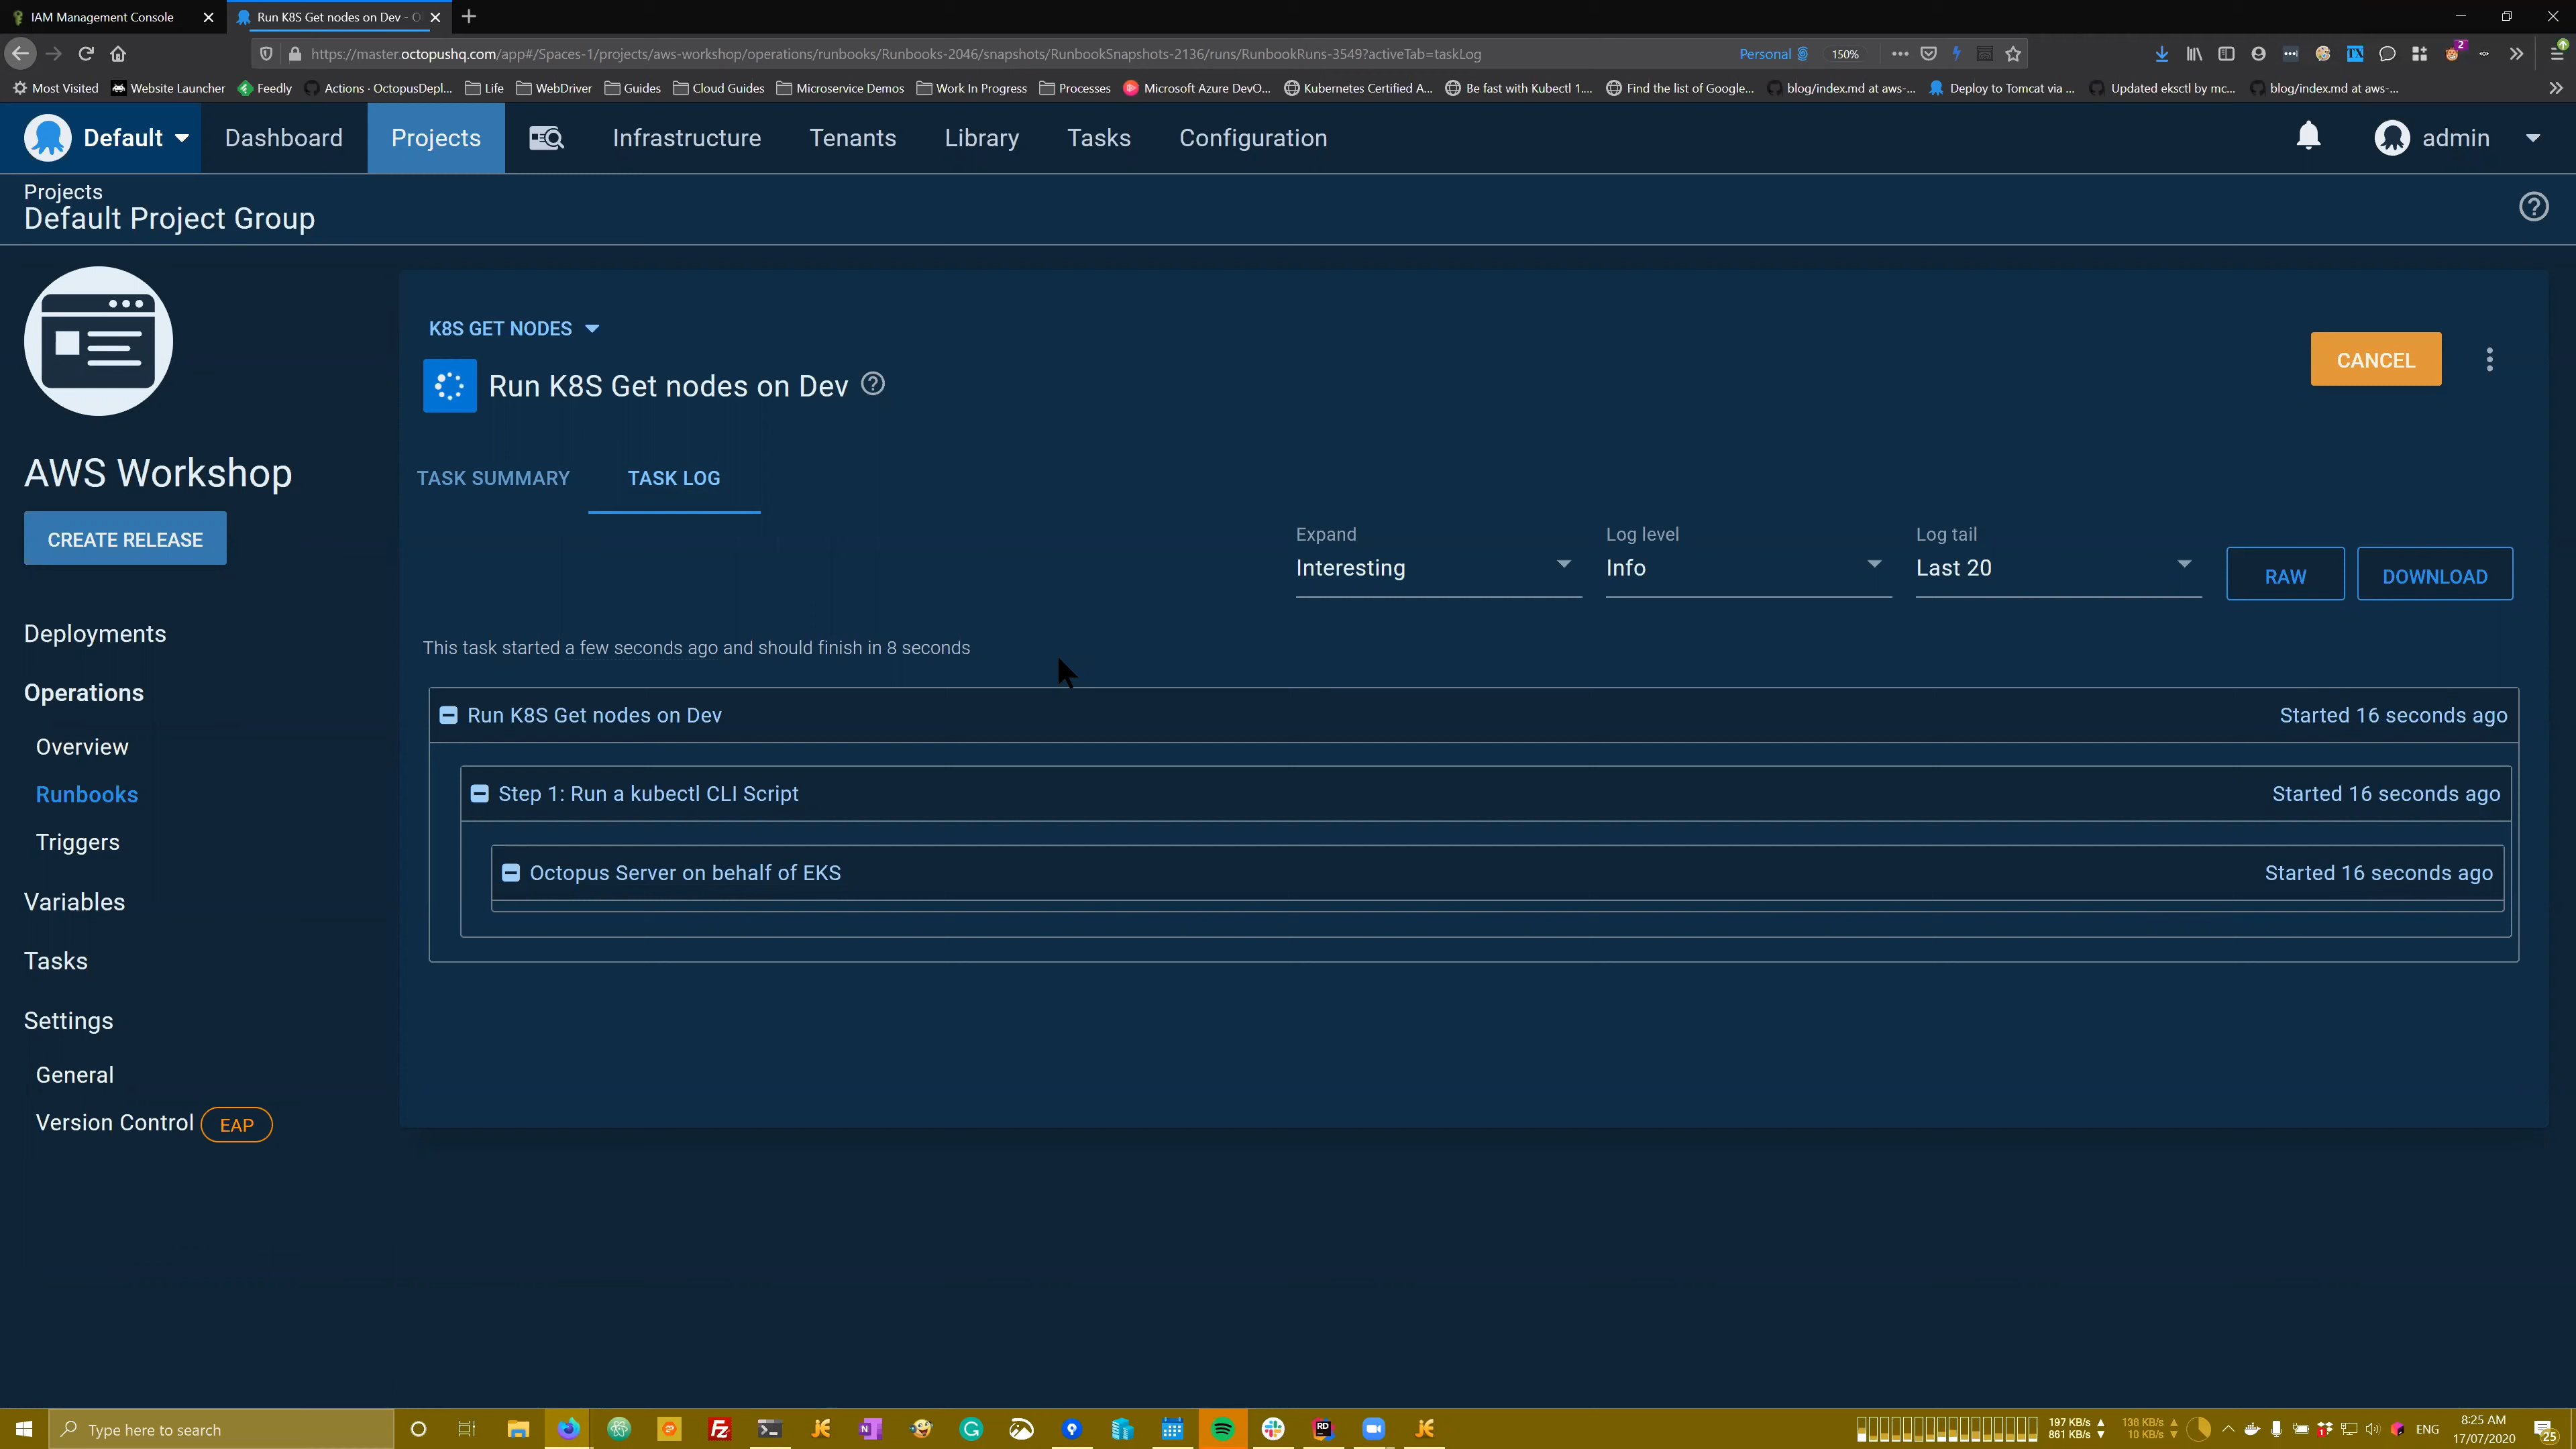 IAM Management Console
Run K8S Get nodes on Dev - O
https://master.octopushq.com/app#/Spaces-1/projects/aws-workshop/operations/runbooks/Runbooks-2046/snapshots/RunbookSnapshots-2136/runs/RunbookRuns-3549?activeTab=taskLog
Personal
150%
2
Most Visited
Website Launcher
Feedly
Actions · OctopusDepl...
Life
WebDriver
Guides
Cloud Guides
Microservice Demos
Work In Progress
Processes
Microsoft Azure DevO...
Kubernetes Certified A...
Be fast with Kubectl 1....
Find the list of Google...
blog/index.md at aws-...
Deploy to Tomcat via ...
Updated eksctl by mc...
blog/index.md at aws-...
Default
Dashboard
Projects
Infrastructure
Tenants
Library
Tasks
Configuration
admin
Projects
Default Project Group
AWS Workshop
CREATE RELEASE
Deployments
Operations
Overview
Runbooks
Triggers
Variables
Tasks
Settings
General
Version Control EAP
K8S GET NODES
Run K8S Get nodes on Dev
CANCEL
TASK SUMMARY
TASK LOG
Expand
Interesting
Log level
Info
Log tail
Last 20
RAW
DOWNLOAD
This task started a few seconds ago and should finish in 8 seconds
Run K8S Get nodes on Dev
Started 16 seconds ago
Step 1: Run a kubectl CLI Script
Started 16 seconds ago
Octopus Server on behalf of EKS
Started 16 seconds ago
Type here to search
197 KB/s
861 KB/s
136 KB/s
10 KB/s
ENG
8:25 AM
17/07/2020
25